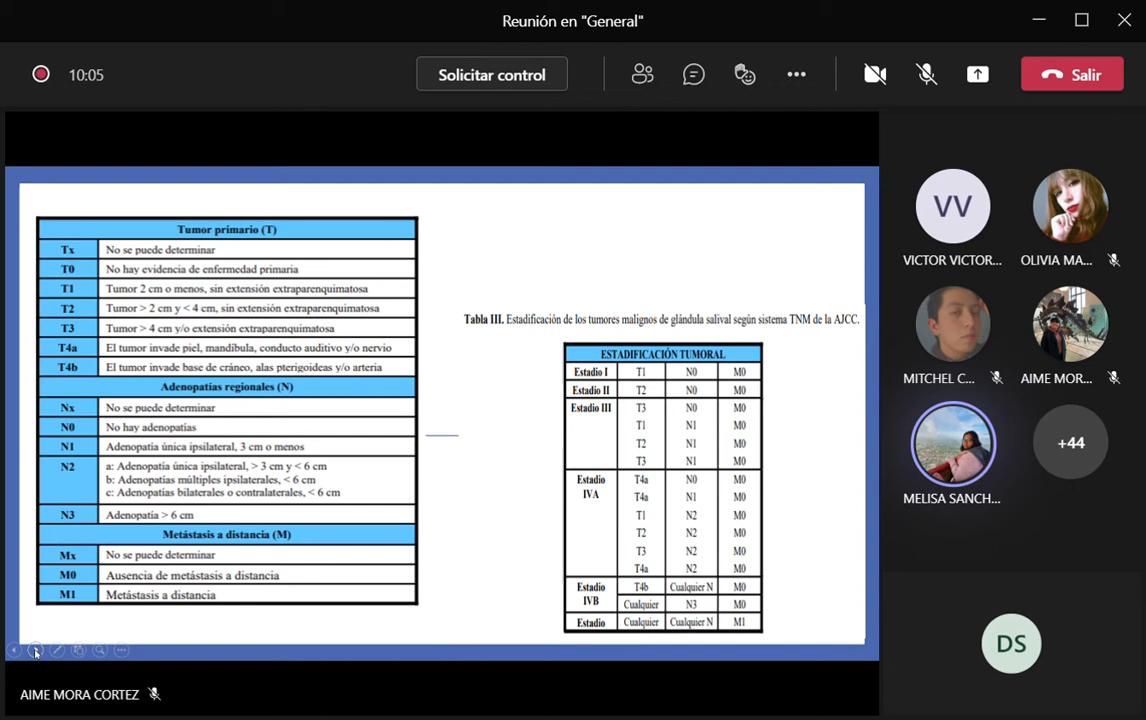 Reunión en "General"
10:05
Solicitar control
Salir
Tumor primario (T)
Tx No se puede determinar
T0 No hay evidencia de enfermedad primaria
T1 Tumor 2 cm o menos, sin extensión extraparenquimatosa
T2 Tumor > 2 cm y < 4 cm, sin extensión extraparenquimatosa
T3 Tumor > 4 cm y/o extensión extraparenquimatosa
T4a El tumor invade piel, mandíbula, conducto auditivo y/o nervio
T4b El tumor invade base de cráneo, alas pterigoideas y/o arteria
Adenopatías regionales (N)
Nx No se puede determinar
N0 No hay adenopatías
N1 Adenopatía única ipsilateral, 3 cm o menos
N2 a: Adenopatía única ipsilateral, > 3 cm y < 6 cm
b: Adenopatías múltiples ipsilaterales, < 6 cm
c: Adenopatías bilaterales o contralaterales, < 6 cm
N3 Adenopatía > 6 cm
Metástasis a distancia (M)
Mx No se puede determinar
M0 Ausencia de metástasis a distancia
M1 Metástasis a distancia
Tabla III. Estadificación de los tumores malignos de glándula salival según sistema TNM de la AJCC.
ESTADIFICACIÓN TUMORAL
Estadio I T1 N0 M0
Estadio II T2 N0 M0
Estadio III T3 N0 M0
T1 N1 M0
T2 N1 M0
T3 N1 M0
Estadio IVA T4a N0 M0
T4a N1 M0
T1 N2 M0
T2 N2 M0
T3 N2 M0
T4a N2 M0
Estadio IVB T4b Cualquier N M0
Cualquier N3 M0
Estadio Cualquier Cualquier N M1
VV
VICTOR VICTOR...
OLIVIA MA...
MITCHEL C...
AIME MOR...
+44
MELISA SANCH...
DS
AIME MORA CORTEZ